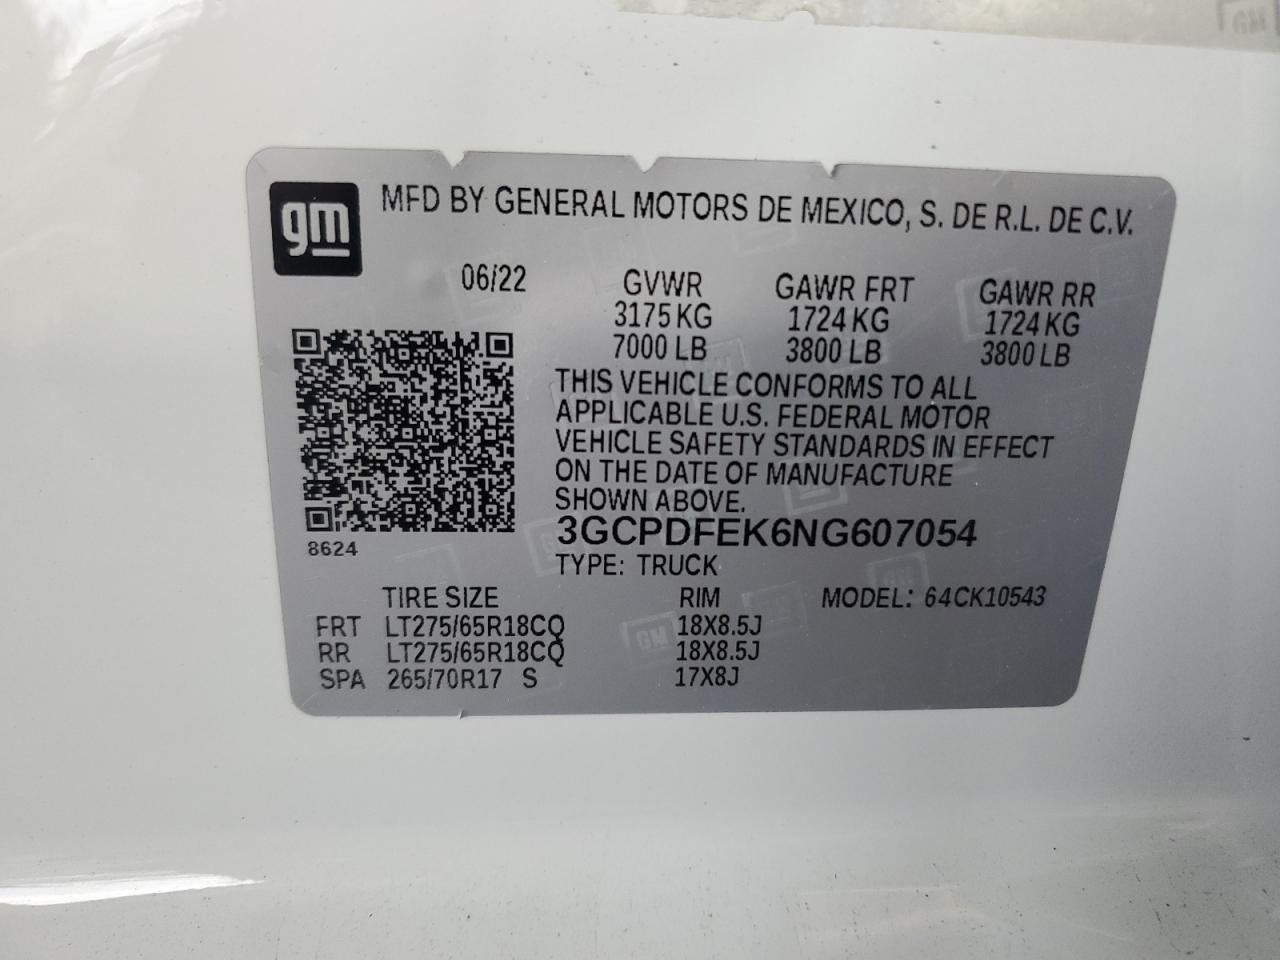 gm
MFD BY GENERAL MOTORS DE MEXICO, S. DE R.L. DE C.V.
06/22 GVWR GAWR FRT GAWR RR
3175 KG 1724 KG 1724 KG
7000 LB 3800 LB 3800 LB
THIS VEHICLE CONFORMS TO ALL
APPLICABLE U.S. FEDERAL MOTOR
VEHICLE SAFETY STANDARDS IN EFFECT
ON THE DATE OF MANUFACTURE
SHOWN ABOVE.
3GCPDFEK6NG607054
8624
TYPE: TRUCK
TIRE SIZE RIM MODEL: 64CK10543
FRT LT275/65R18CQ 18X8.5J
RR LT275/65R18CQ 18X8.5J
SPA 265/70R17 S 17X8J